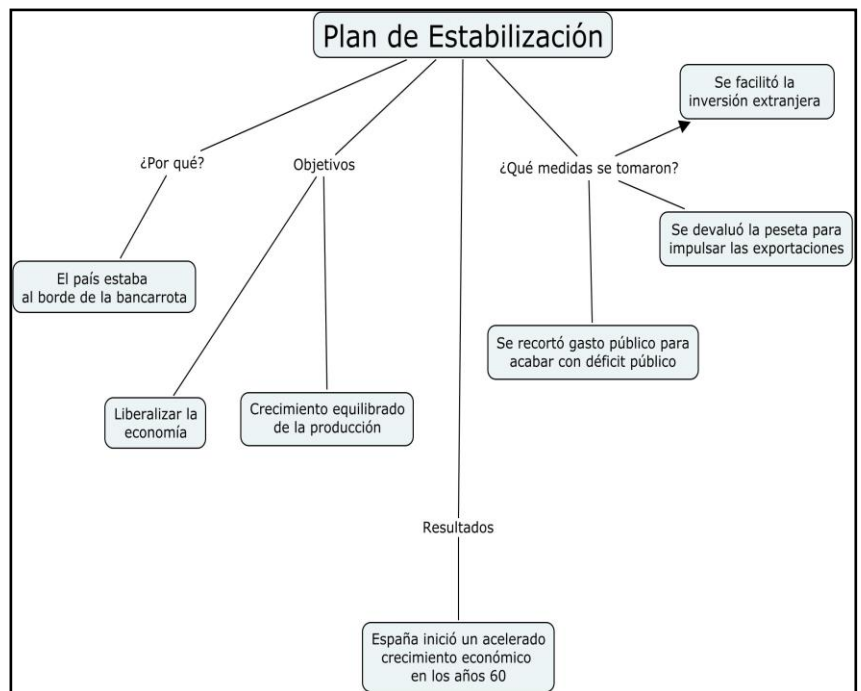 Plan de Estabilización
Se facilitó la
inversión extranjera
¿Por qué?
Objetivos
¿Qué medidas se tomaron?
Se devaluó la peseta para
impulsar las exportaciones
El país estaba
al borde de la bancarrota
Se recortó gasto público para
acabar con déficit público
Liberalizar la
economía
Crecimiento equilibrado
de la producción
Resultados
España inició un acelerado
crecimiento económico
en los años 60